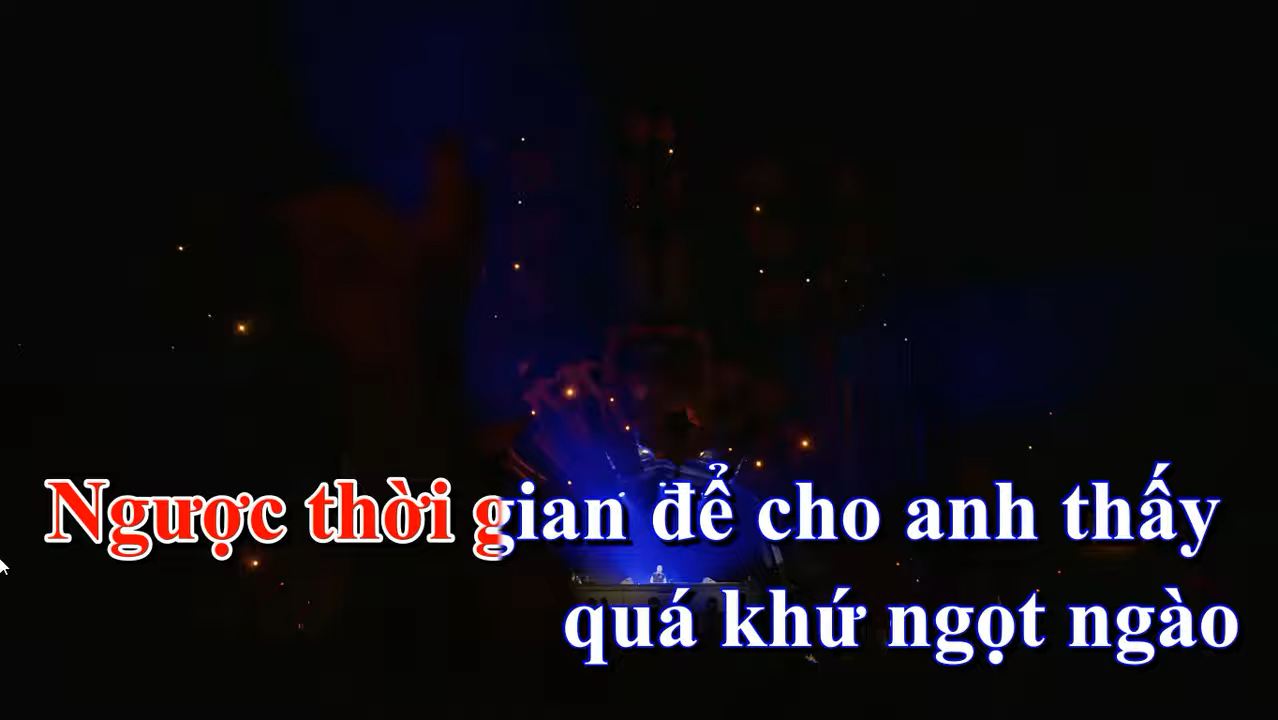 Ngược thời gian để cho anh thấy
quá khứ ngọt ngào